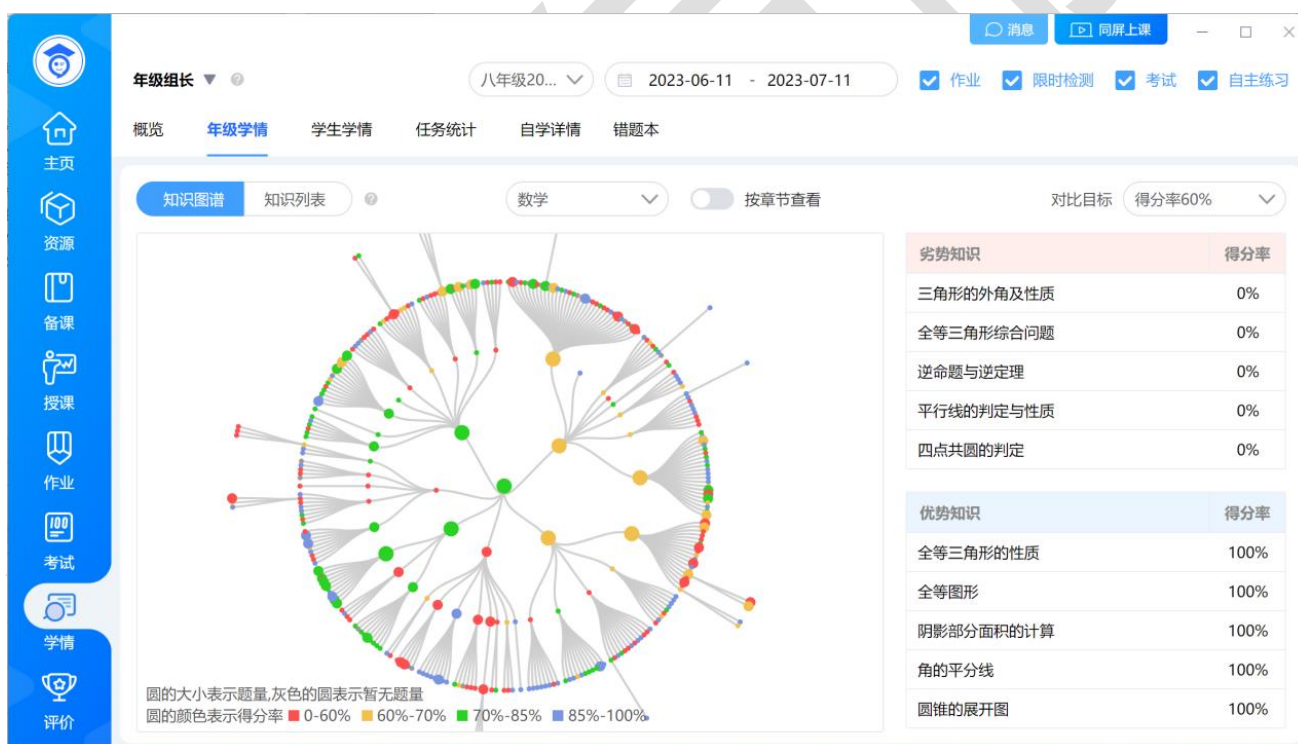 消息 同屏上课
年级组长 八年级20... 2023-06-11 - 2023-07-11 作业 限时检测 考试 自主练习
概览 年级学情 学生学情 任务统计 自学详情 错题本
主页
资源
备课
授课
作业
100
考试
学情
评价
知识图谱 知识列表 数学 按章节查看 对比目标 得分率60%
圆的大小表示题量,灰色的圆表示暂无题量
圆的颜色表示得分率 0-60% 60%-70% 70%-85% 85%-100%
劣势知识 得分率
三角形的外角及性质 0%
全等三角形综合问题 0%
逆命题与逆定理 0%
平行线的判定与性质 0%
四点共圆的判定 0%
优势知识 得分率
全等三角形的性质 100%
全等图形 100%
阴影部分面积的计算 100%
角的平分线 100%
圆锥的展开图 100%